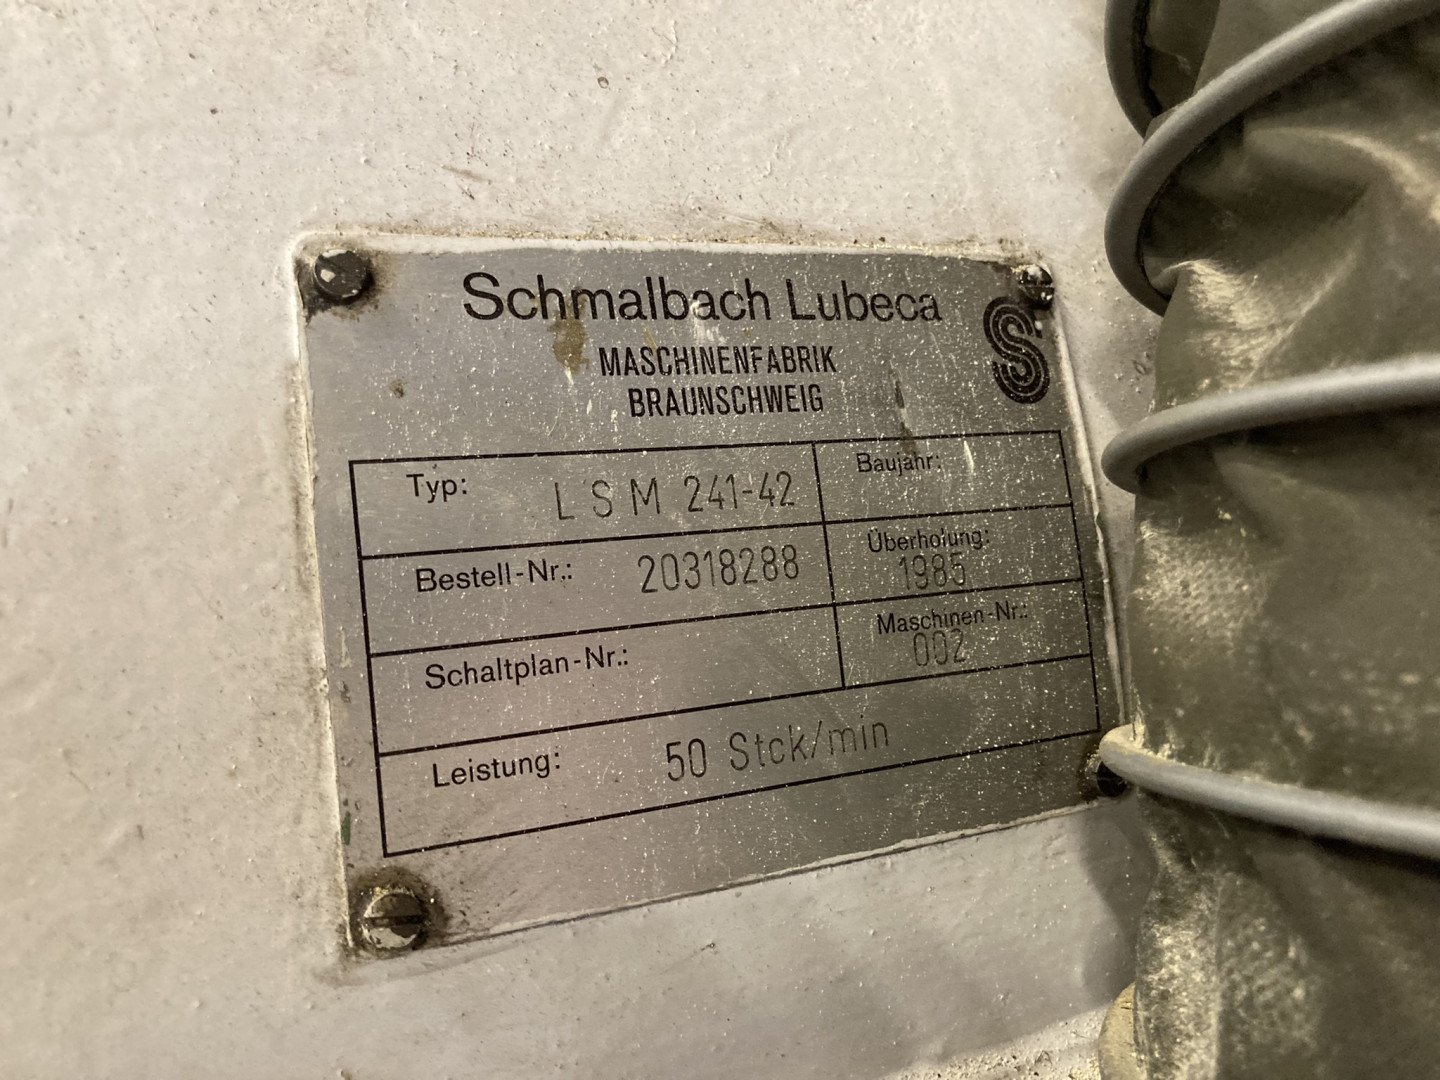 Schmalbach Lubeca
MASCHINENFABRIK
BRAUNSCHWEIG
Typ: LSM 241-42
Baujahr:
Bestell-Nr.: 20318288
Überholung:
1985
Schaltplan-Nr.:
Maschinen-Nr.:
002
Leistung: 50 Stck/min